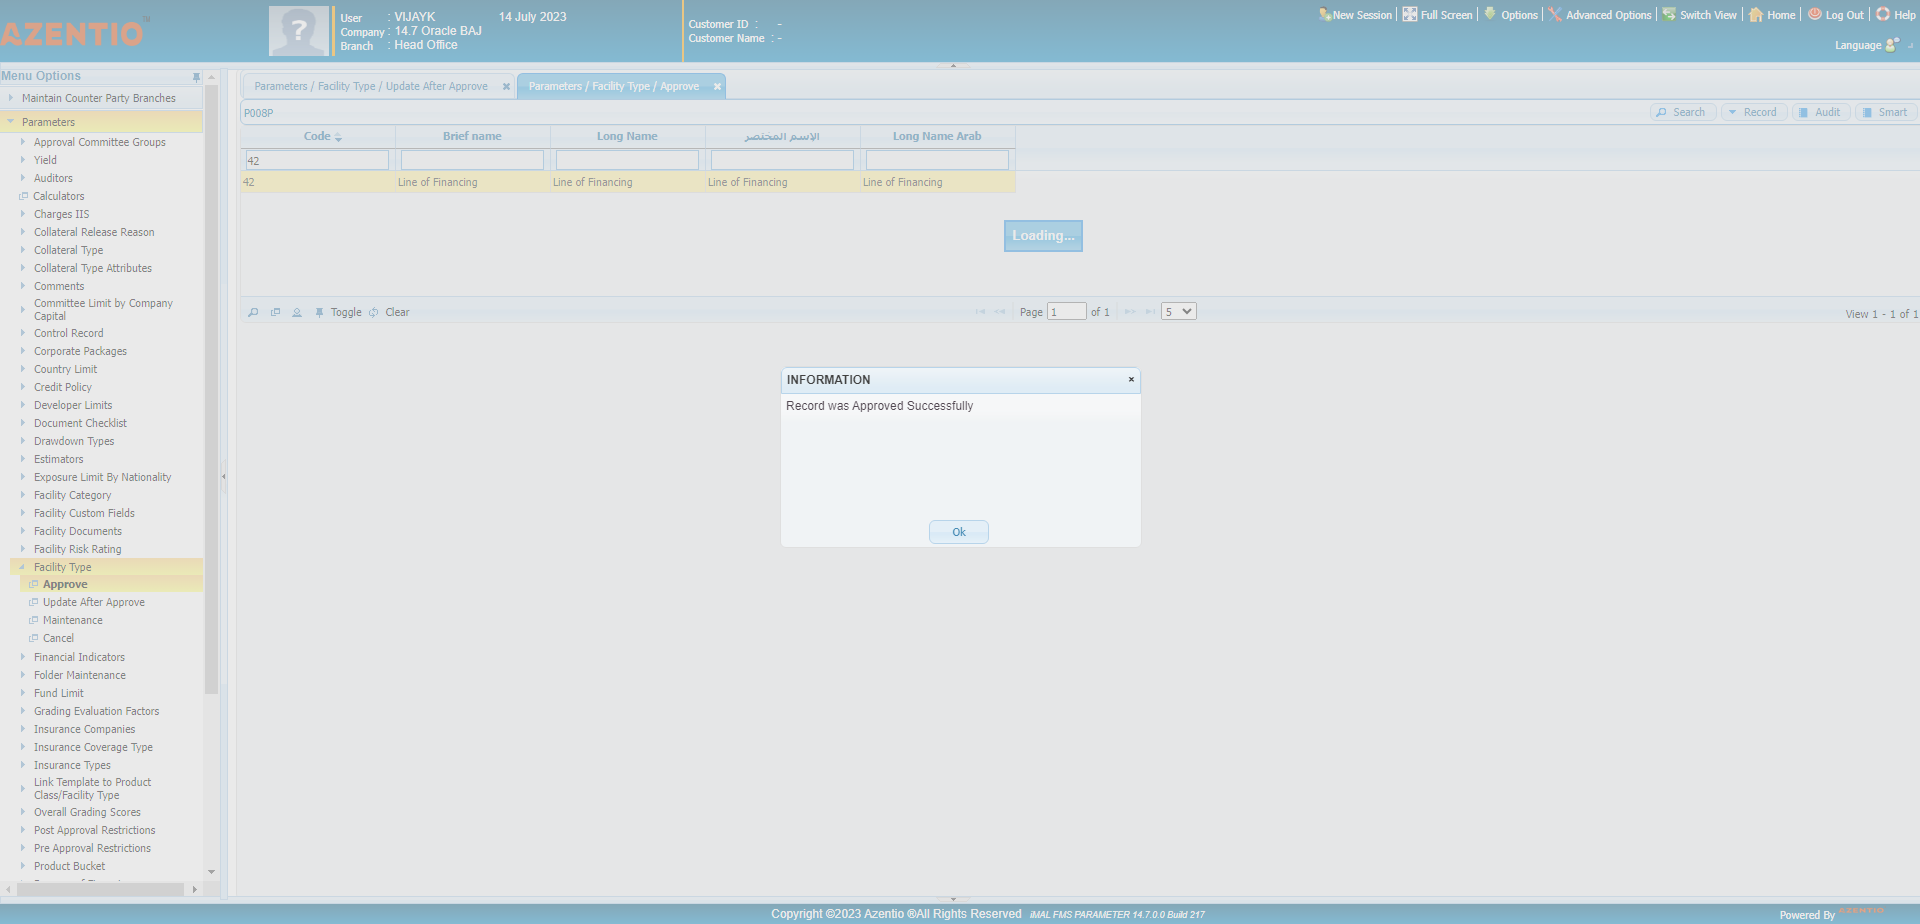 AZENTIO
TM
User : VIJAYK 14 July 2023
Company : 14.7 Oracle BAJ
Branch : Head Office
Customer ID : -
Customer Name : -
New Session
Full Screen
Options
Advanced Options
Switch View
Home
Log Out
Help
Language
Menu Options
Maintain Counter Party Branches
Parameters
Approval Committee Groups
Yield
Auditors
Calculators
Charges IIS
Collateral Release Reason
Collateral Type
Collateral Type Attributes
Comments
Committee Limit by Company
Capital
Control Record
Corporate Packages
Country Limit
Credit Policy
Developer Limits
Document Checklist
Drawdown Types
Estimators
Exposure Limit By Nationality
Facility Category
Facility Custom Fields
Facility Documents
Facility Risk Rating
Facility Type
Approve
Update After Approve
Maintenance
Cancel
Financial Indicators
Folder Maintenance
Fund Limit
Grading Evaluation Factors
Insurance Companies
Insurance Coverage Type
Insurance Types
Link Template to Product
Class/Facility Type
Overall Grading Scores
Post Approval Restrictions
Pre Approval Restrictions
Product Bucket
Parameters / Facility Type / Update After Approve
Parameters / Facility Type / Approve
P008P
Search
Record
Audit
Smart
Code Brief name Long Name الإسم المختصر Long Name Arab
42
42 Line of Financing Line of Financing Line of Financing Line of Financing
Loading...
Toggle Clear
Page 1 of 1
5
View 1 - 1 of 1
INFORMATION
Record was Approved Successfully
Ok
Copyright ©2023 Azentio ®All Rights Reserved iMAL FMS PARAMETER 14.7.0.0 Build 217
Powered By AZENTIO